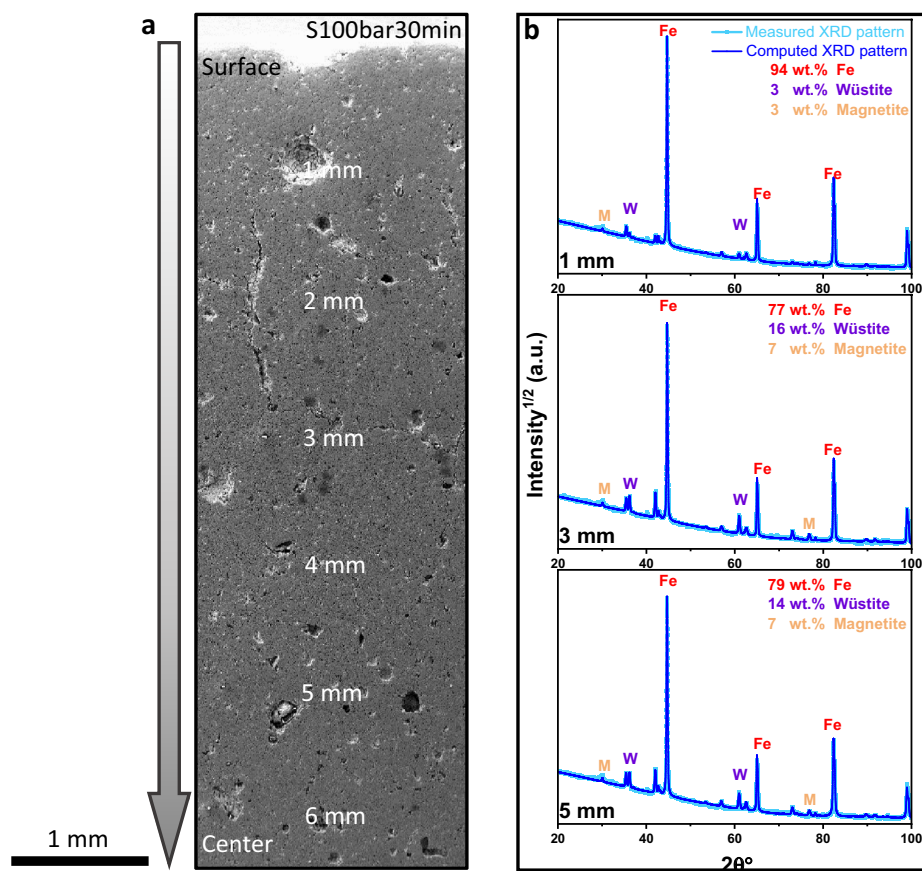 a
S100bar30min
Surface
1 mm
2 mm
3 mm
4 mm
5 mm
6 mm
Center
1 mm
b
Fe
Measured XRD pattern
Computed XRD pattern
94 wt.% Fe
3 wt.% Wüstite
3 wt.% Magnetite
Fe
Fe
M
W
W
1 mm
20 40 60 80 100
Fe
77 wt.% Fe
16 wt.% Wüstite
7 wt.% Magnetite
Fe
Fe
M
W
W
M
3 mm
20 40 60 80 100
Fe
79 wt.% Fe
14 wt.% Wüstite
7 wt.% Magnetite
Fe
Fe
M
W
W
M
5 mm
20 40 60 80 100
Intensity^1/2 (a.u.)
2θ°